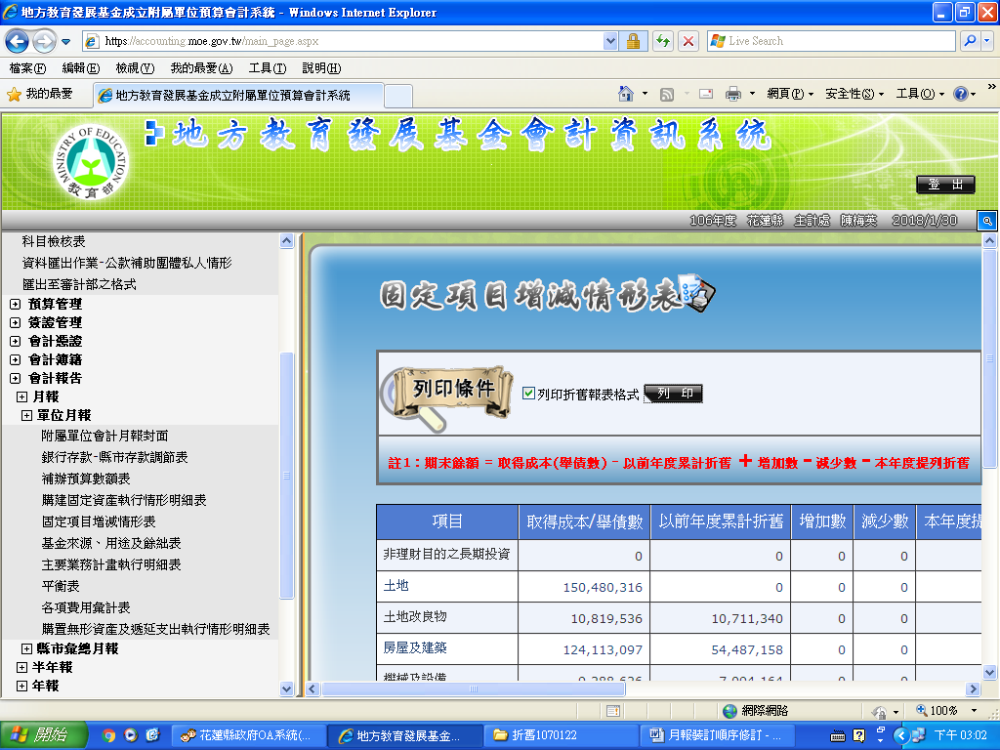 地方教育發展基金成立附屬單位預算會計系統 - Windows Internet Explorer
https://accounting.moe.gov.tw/main_page.aspx
Live Search
檔案(F) 編輯(E) 檢視(V) 我的最愛(A) 工具(T) 說明(H)
我的最愛
地方教育發展基金成立附屬單位預算會計系統
網頁(P) 安全性(S) 工具(O)
MINISTRY OF EDUCATION
教育部
地方教育發展基金會計資訊系統
登 出
106年度 花蓮縣 主計處 陳梅英 2018/1/30
科目檢核表
資料匯出作業-公款補助團體私人情形
匯出至審計部之格式
預算管理
簽證管理
會計憑證
會計簿籍
會計報告
月報
單位月報
附屬單位會計月報封面
銀行存款-縣市存款調節表
補辦預算數額表
購建固定資產執行情形明細表
固定項目增減情形表
基金來源、用途及餘絀表
主要業務計畫執行明細表
平衡表
各項費用彙計表
購置無形資產及遞延支出執行情形明細表
縣市彙總月報
半年報
年報
固定項目增減情形表
列印條件
列印折舊報表格式
列 印
註1：期末餘額 = 取得成本(舉債數) - 以前年度累計折舊 + 增加數 - 減少數 - 本年度提列折舊
項目 取得成本/舉債數 以前年度累計折舊 增加數 減少數 本年度提
非理財目的之長期投資 0 0 0 0
土地 150,480,316 0 0 0
土地改良物 10,819,536 10,711,340 0 0
房屋及建築 124,113,097 54,487,158 0 0
機械及設備 9,388,636 7,094,164 0 0
網際網路
100%
開始
花蓮縣政府OA系統(...
地方教育發展基金...
折舊1070122
月報裝訂順序修訂 - ...
下午 03:02